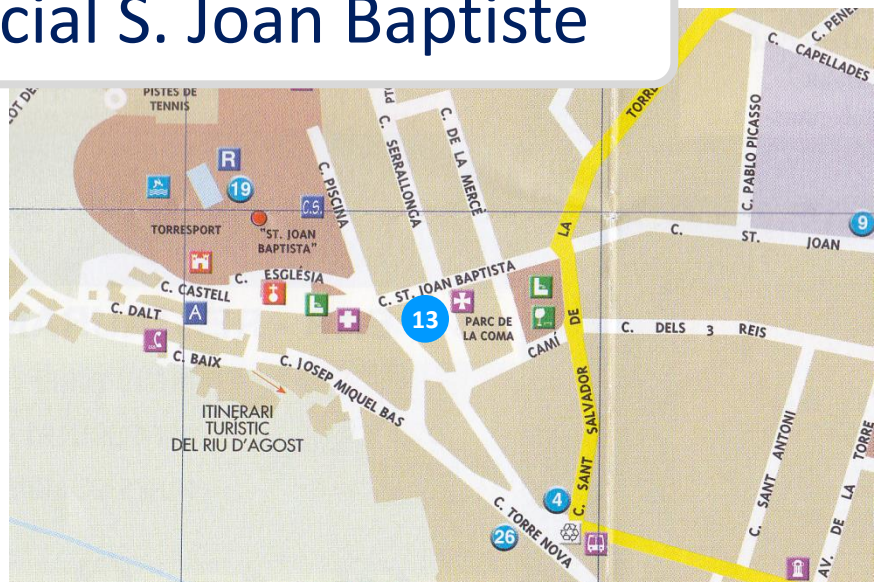 cial S. Joan Baptiste
PISTES DE
TENNIS
C. CAPELLADES
C. PABLO PICASSO
C. SERRALLONGA
C. DE LA MERCÈ
C. PISCINA
R
19
C.S.
TORRESPORT
"ST. JOAN
BAPTISTA"
C. ST. JOAN
9
C. ESGLÉSIA
C. CASTELL
C. ST. JOAN BAPTISTA
C. DALT
A
13
PARC DE
LA COMA
CAMÍ DE LA
C. DELS 3 REIS
C. BAIX
C. JOSEP MIQUEL BAS
ITINERARI
TURÍSTIC
DEL RIU D'AGOST
C. SANT SALVADOR
C. SANT ANTONI
AV. DE LA TORRE
4
C. TORRE NOVA
26